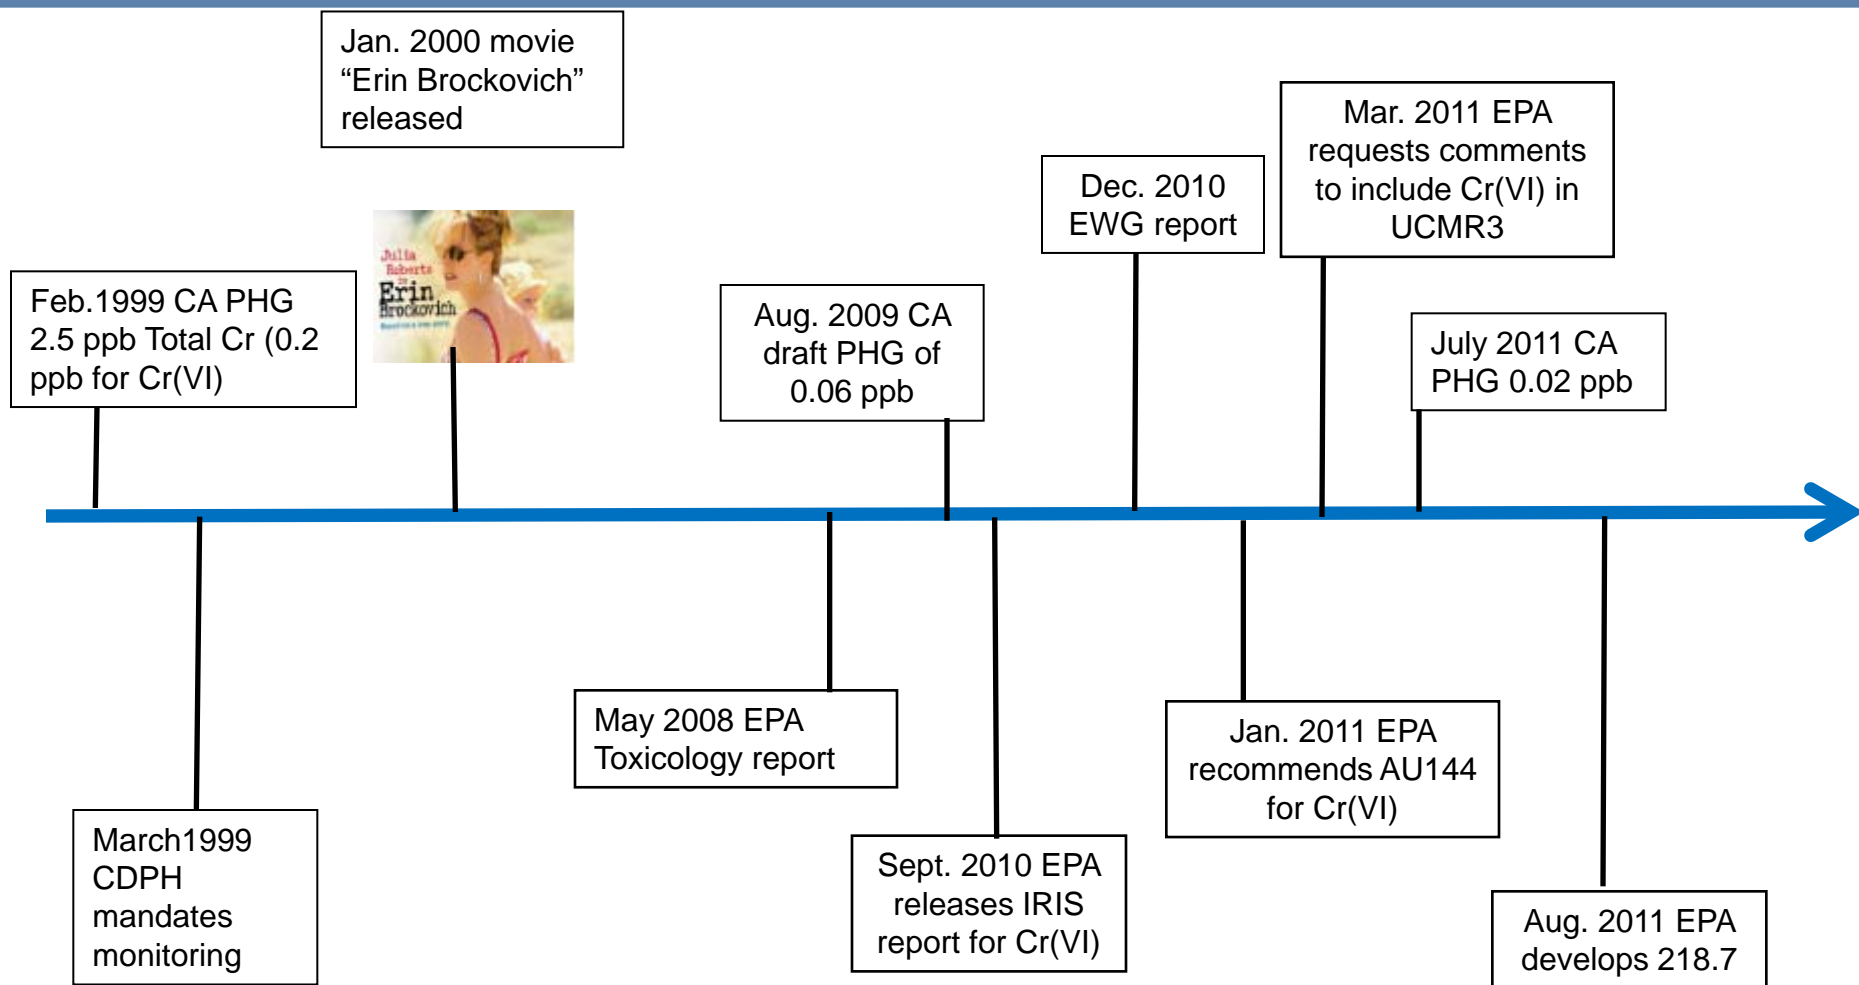 Jan. 2000 movie
“Erin Brockovich”
released
Julia
Roberts
Erin
Brockovich
Feb.1999 CA PHG
2.5 ppb Total Cr (0.2
ppb for Cr(VI)
Aug. 2009 CA
draft PHG of
0.06 ppb
Dec. 2010
EWG report
Mar. 2011 EPA
requests comments
to include Cr(VI) in
UCMR3
July 2011 CA
PHG 0.02 ppb
March1999
CDPH
mandates
monitoring
May 2008 EPA
Toxicology report
Sept. 2010 EPA
releases IRIS
report for Cr(VI)
Jan. 2011 EPA
recommends AU144
for Cr(VI)
Aug. 2011 EPA
develops 218.7